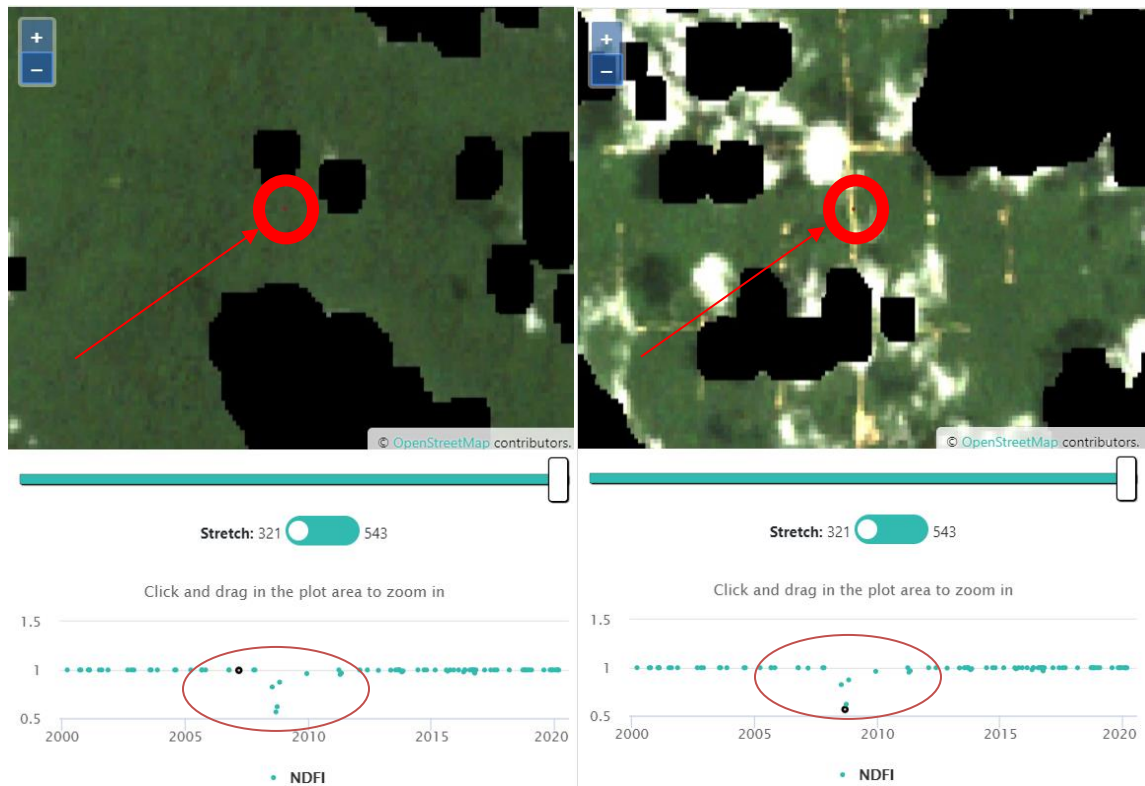 +
−
© OpenStreetMap contributors.
Stretch: 321 543
Click and drag in the plot area to zoom in
1.5
1
0.5
2000 2005 2010 2015 2020
NDFI
+
−
© OpenStreetMap contributors.
Stretch: 321 543
Click and drag in the plot area to zoom in
1.5
1
0.5
2000 2005 2010 2015 2020
NDFI